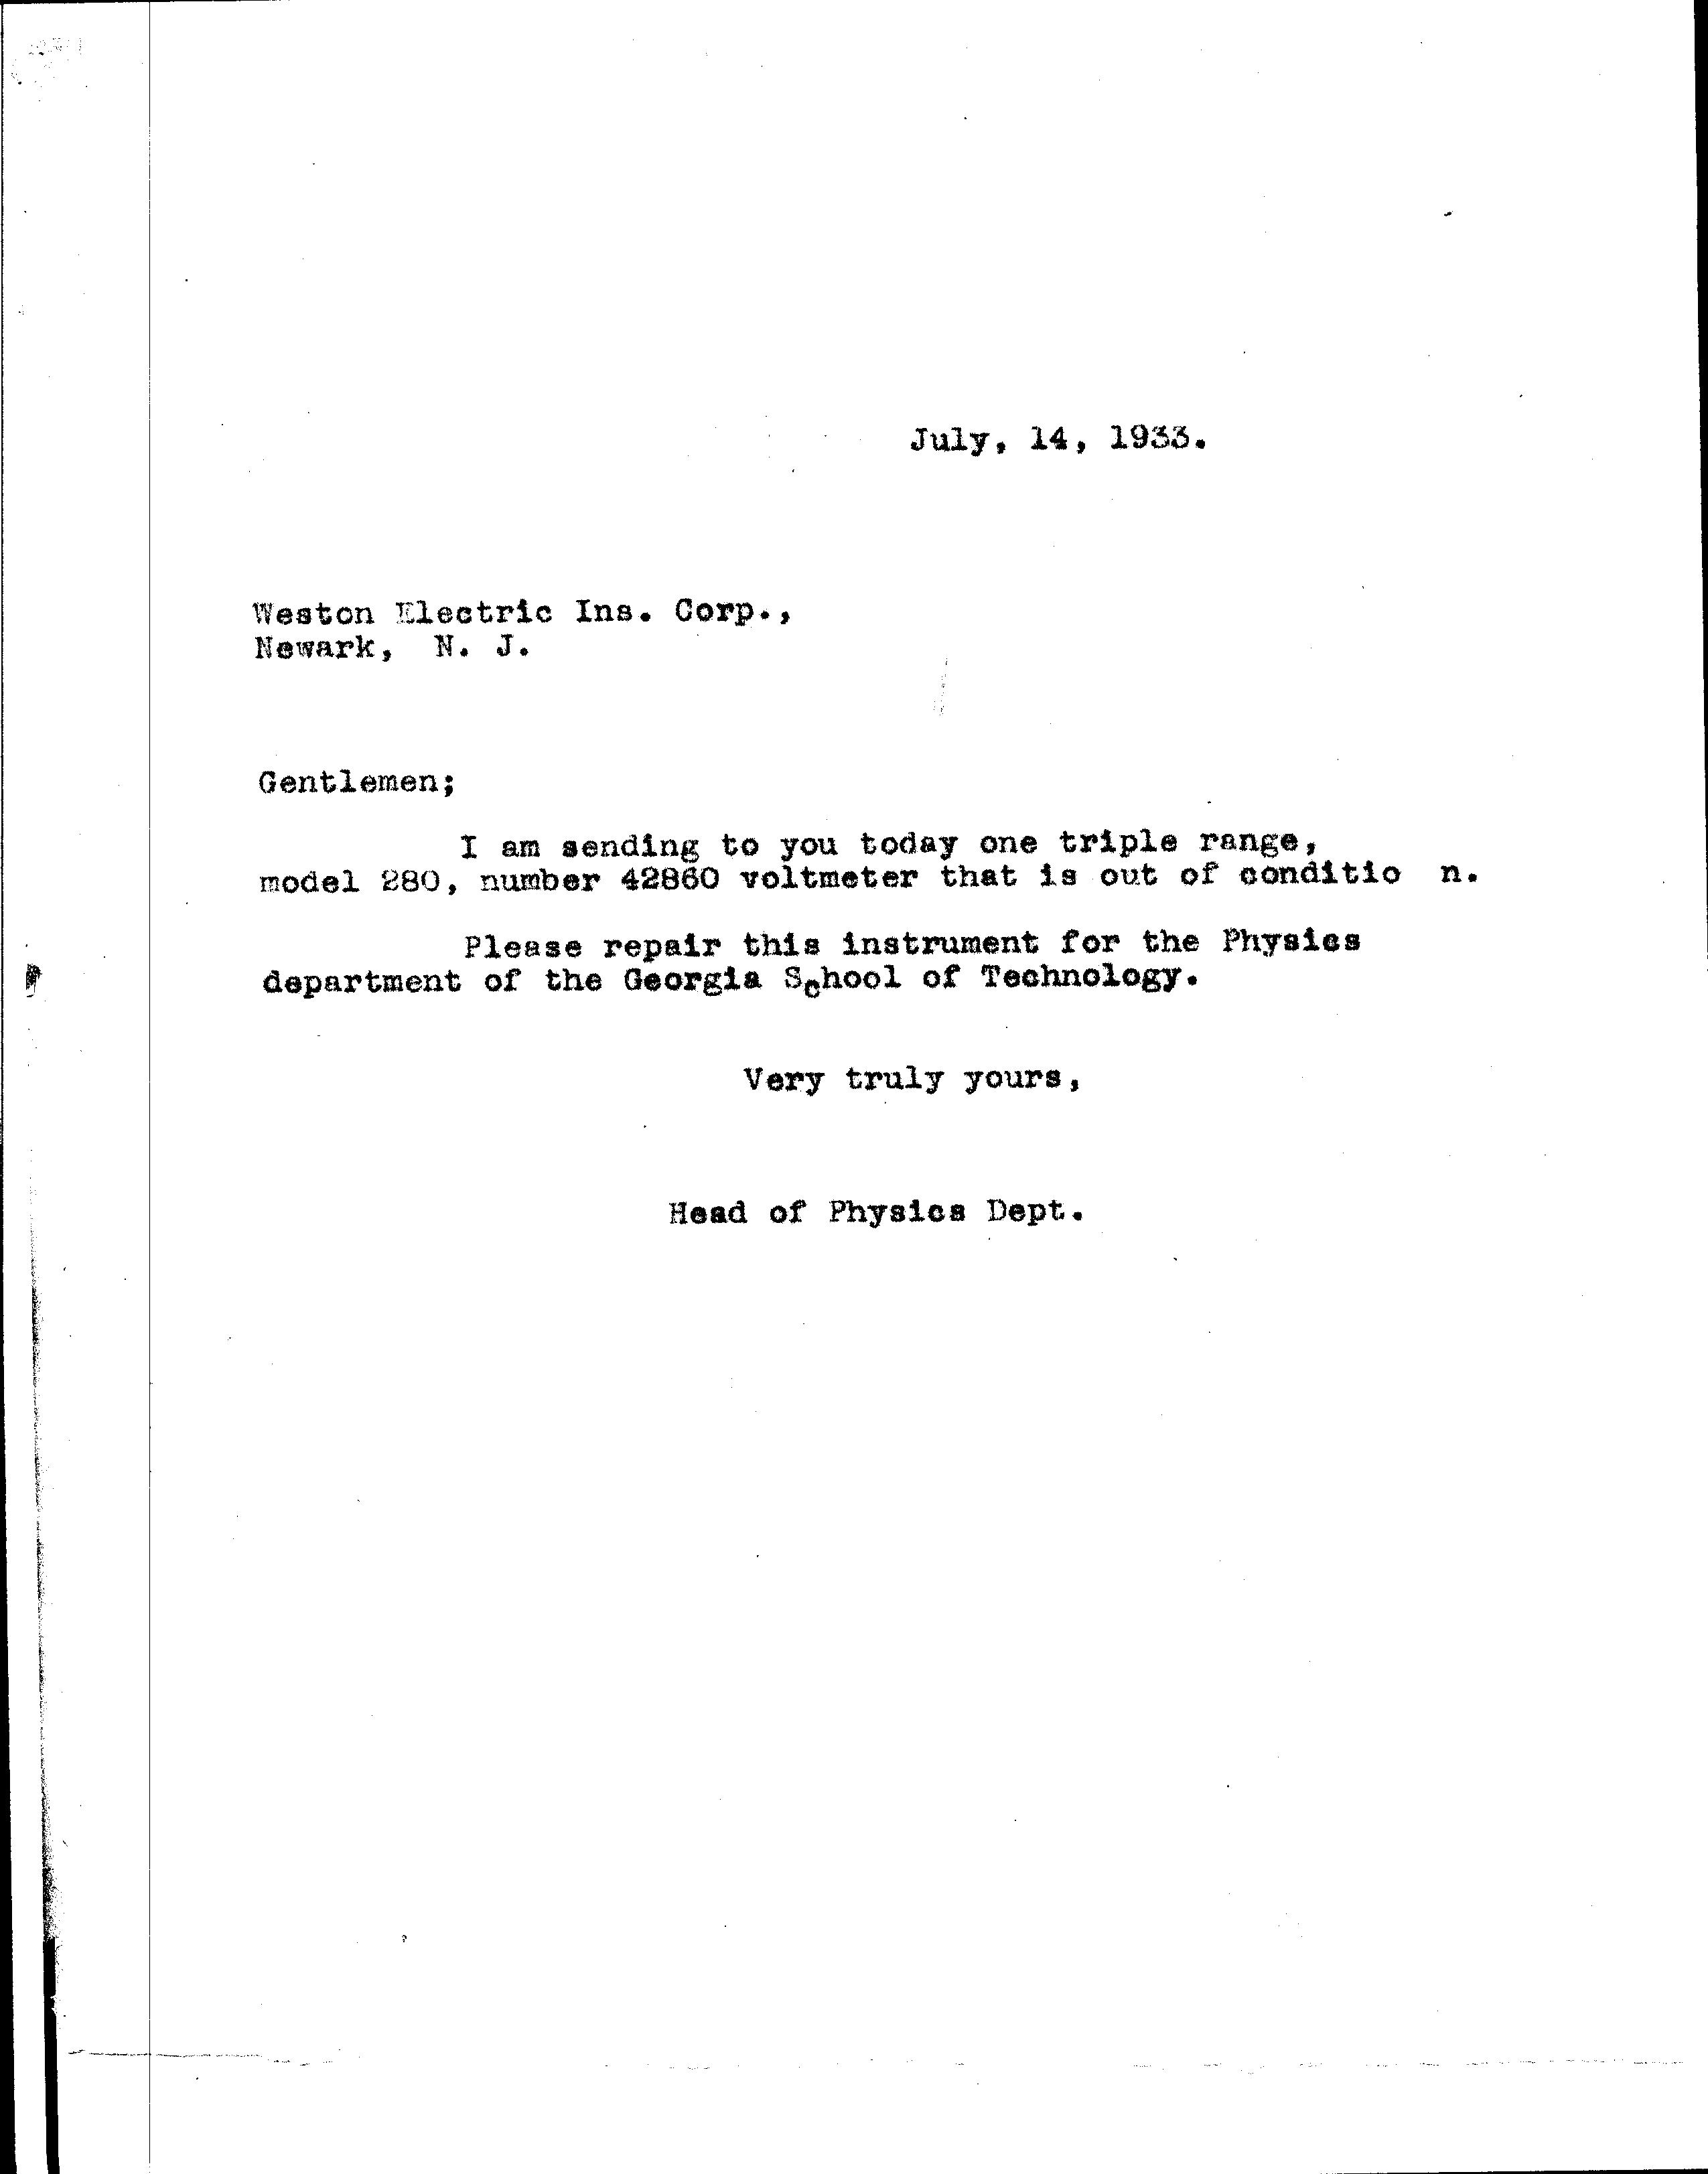 July, 14, 1933.
Weston Electric Ins. Corp.,
Newark, N. J.
Gentlemen;
I am sending to you today one triple range,
model 280, number 42860 voltmeter that is out of conditio n.
Please repair this instrument for the Physics
department of the Georgia School of Technology.
Very truly yours,
Head of Physics Dept.